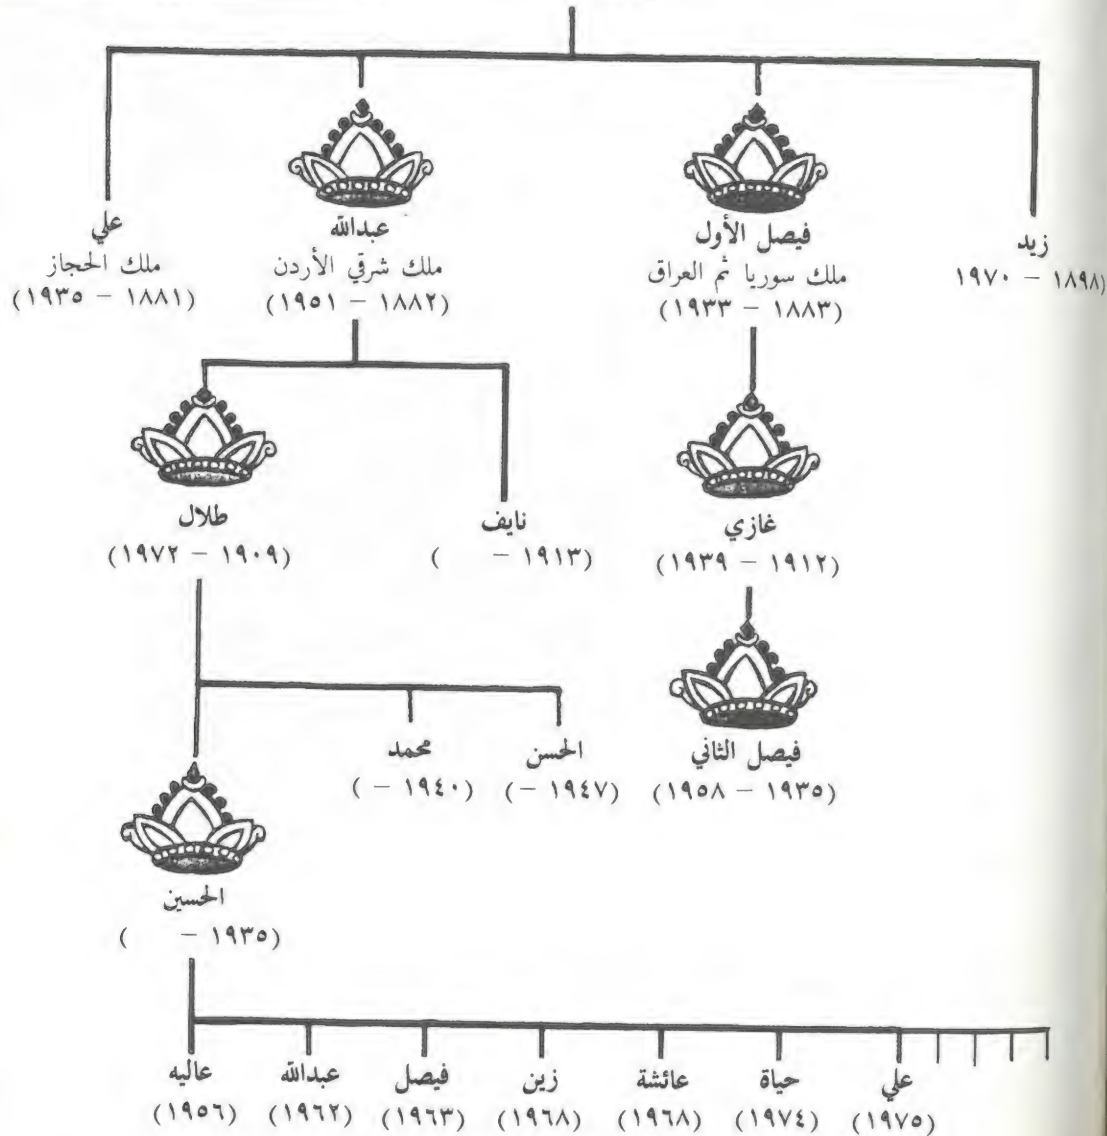 زيد
١٨٩٨ – ١٩٧٠)
فيصل الأول
ملك سوريا ثم العراق
(١٨٨٣ – ١٩٣٣)
عبدالله
ملك شرقي الأردن
(١٨٨٢ – ١٩٥١)
علي
ملك الحجاز
(١٨٨١ – ١٩٣٥)
غازي
(١٩١٢ – ١٩٣٩)
نايف
(١٩١٣ – )
طلال
(١٩٠٩ – ١٩٧٢)
فيصل الثاني
(١٩٣٥ – ١٩٥٨)
الحسن
(١٩٤٧ – )
محمد
(١٩٤٠ – )
الحسين
(١٩٣٥ – )
علي
(١٩٧٥)
حياة
(١٩٧٤)
عائشة
(١٩٦٨)
زين
(١٩٦٨)
فيصل
(١٩٦٣)
عبدالله
(١٩٦٢)
عاليه
(١٩٥٦)